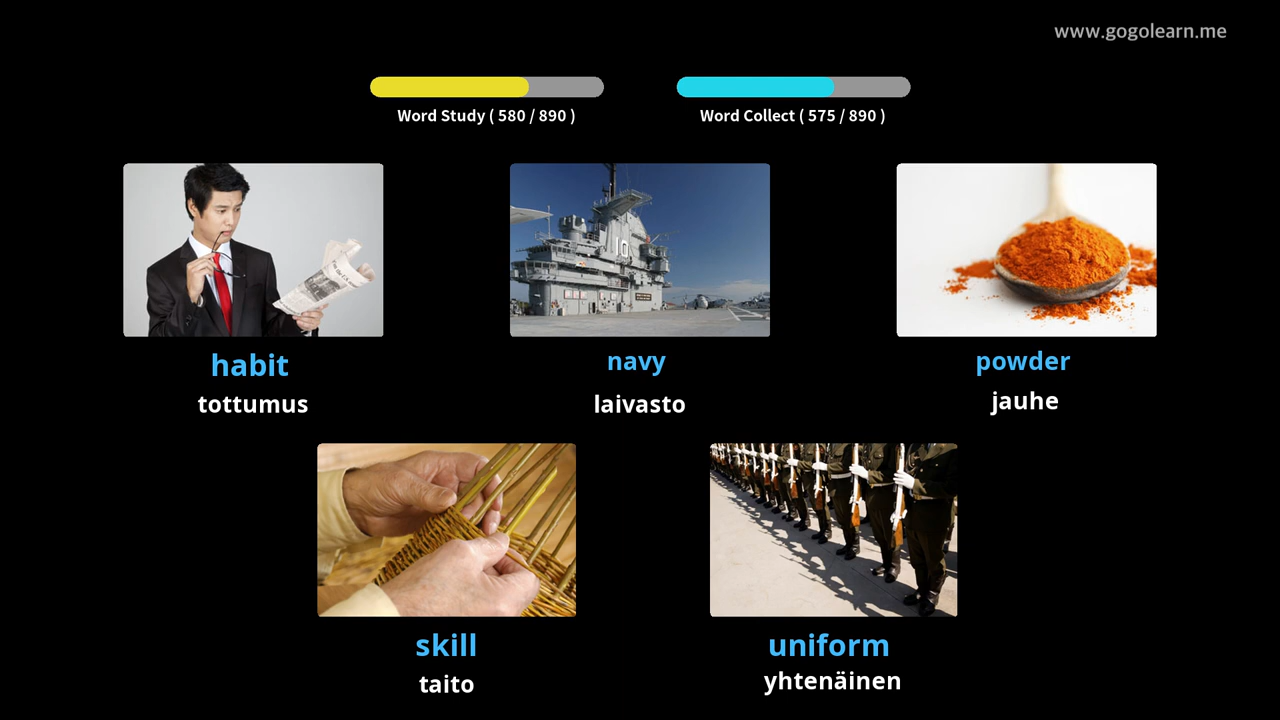 www.gogolearn.me
Word Study ( 580 / 890 )
Word Collect ( 575 / 890 )
habit
tottumus
navy
laivasto
powder
jauhe
skill
taito
uniform
yhtenäinen
10